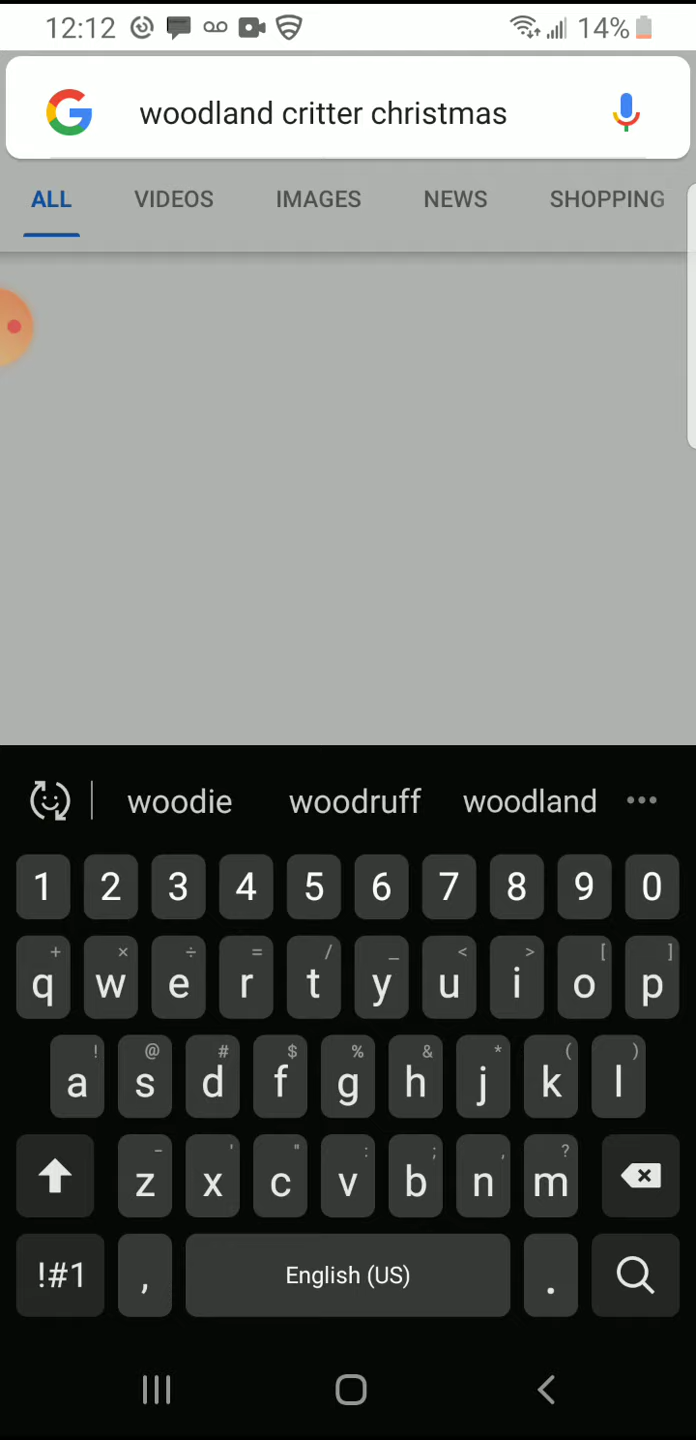 12:12 14%
woodland critter christmas
ALL VIDEOS IMAGES NEWS SHOPPING
woodie woodruff woodland
1 2 3 4 5 6 7 8 9 0
+ × ÷ = / _ < > [ ]
q w e r t y u i o p
! @ # $ % & * ( )
a s d f g h j k l
- ' " : ; , ?
z x c v b n m
!#1 , English (US) .